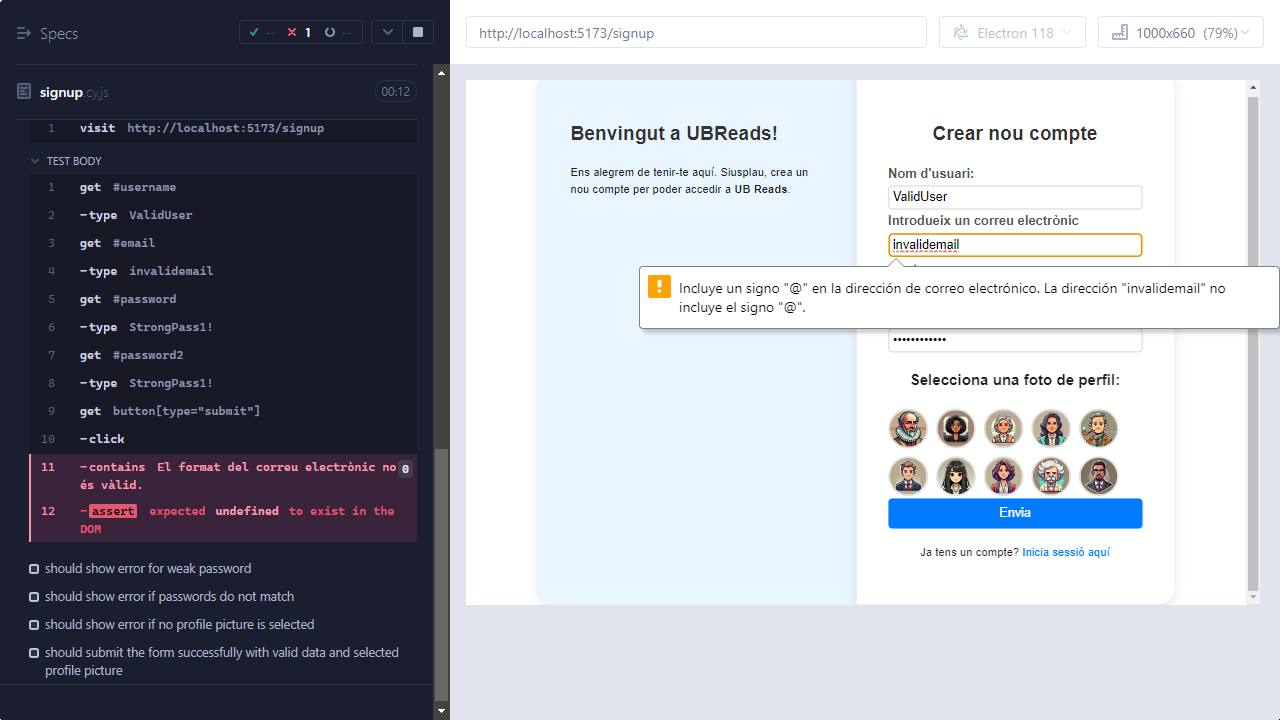 Specs
-- 1 --
signup.cy.js
00:12
1 visit http://localhost:5173/signup
TEST BODY
1 get #username
2 -type ValidUser
3 get #email
4 -type invalidemail
5 get #password
6 -type StrongPass1!
7 get #password2
8 -type StrongPass1!
9 get button[type="submit"]
10 -click
11 -contains El format del correu electrònic no 0
és vàlid.
12 -assert expected undefined to exist in the
DOM
should show error for weak password
should show error if passwords do not match
should show error if no profile picture is selected
should submit the form successfully with valid data and selected
profile picture
http://localhost:5173/signup
Electron 118
1000x660 (79%)
Benvingut a UBReads!
Ens alegrem de tenir-te aquí. Siusplau, crea un
nou compte per poder accedir a UB Reads.
Crear nou compte
Nom d'usuari:
ValidUser
Introdueix un correu electrònic
invalidemail
Incluye un signo "@" en la dirección de correo electrónico. La dirección "invalidemail" no
incluye el signo "@".
••••••••••••
Selecciona una foto de perfil:
Envia
Ja tens un compte? Inicia sessió aquí